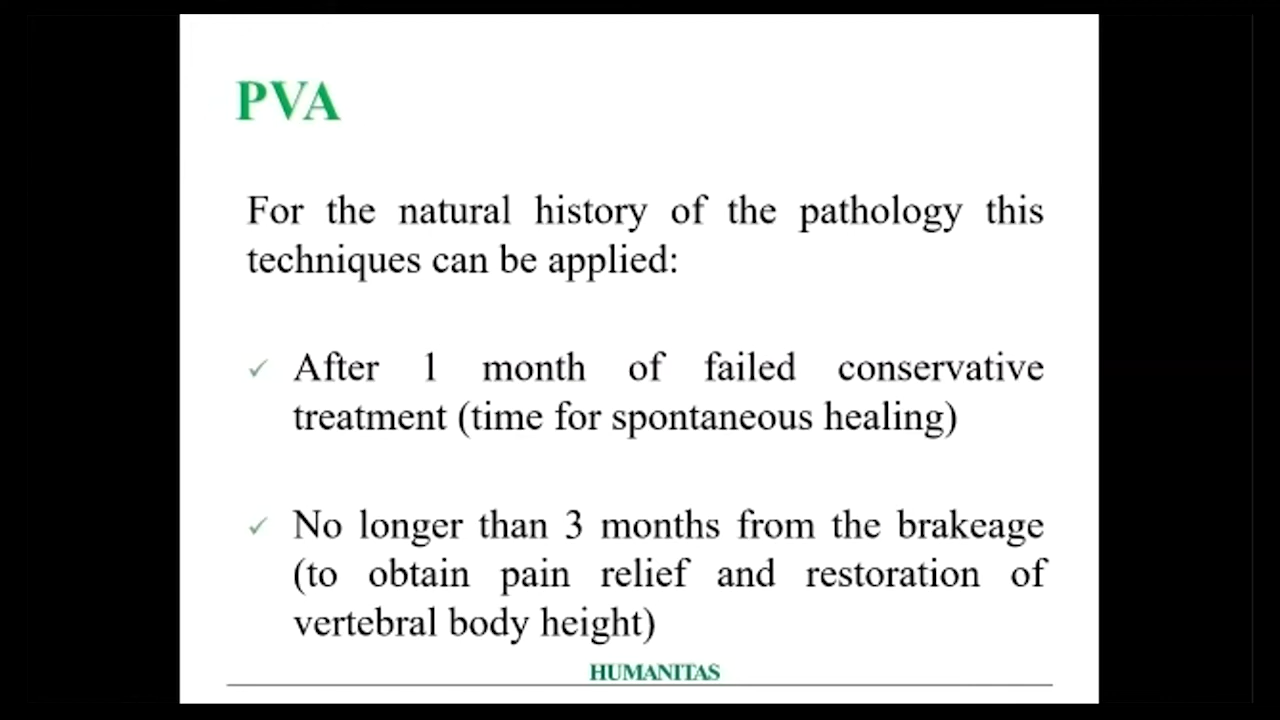 PVA
For the natural history of the pathology this
techniques can be applied:
✓ After 1 month of failed conservative
treatment (time for spontaneous healing)
✓ No longer than 3 months from the brakeage
(to obtain pain relief and restoration of
vertebral body height)
HUMANITAS